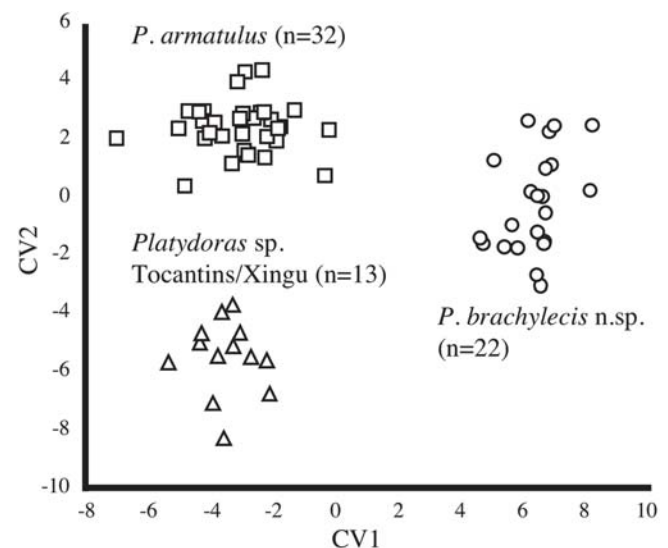 6
P. armatulus (n=32)
4
2
0
CV2
-2
Platydoras sp.
Tocantins/Xingu (n=13)
-4
P. brachylecis n.sp.
(n=22)
-6
-8
-10
-8 -6 -4 -2 0 2 4 6 8 10
CV1